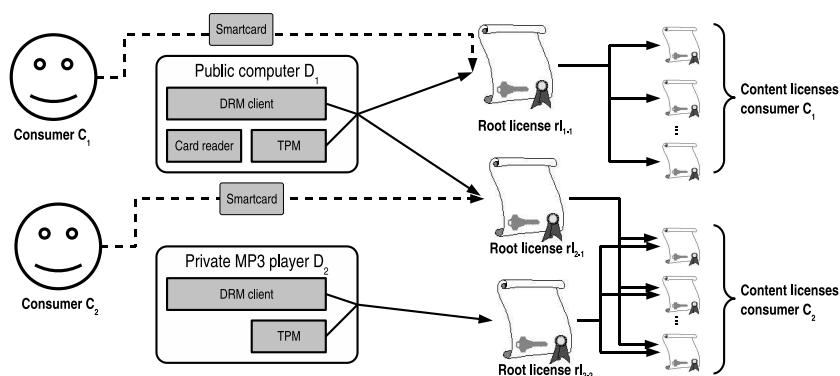 Smartcard
Public computer D1
DRM client
Card reader
TPM
Consumer C1
Root license rl1-1
Content licenses
consumer C1
...
Smartcard
Consumer C2
Private MP3 player D2
DRM client
TPM
Root license rl2-1
Root license rl2-2
Content licenses
consumer C2
...